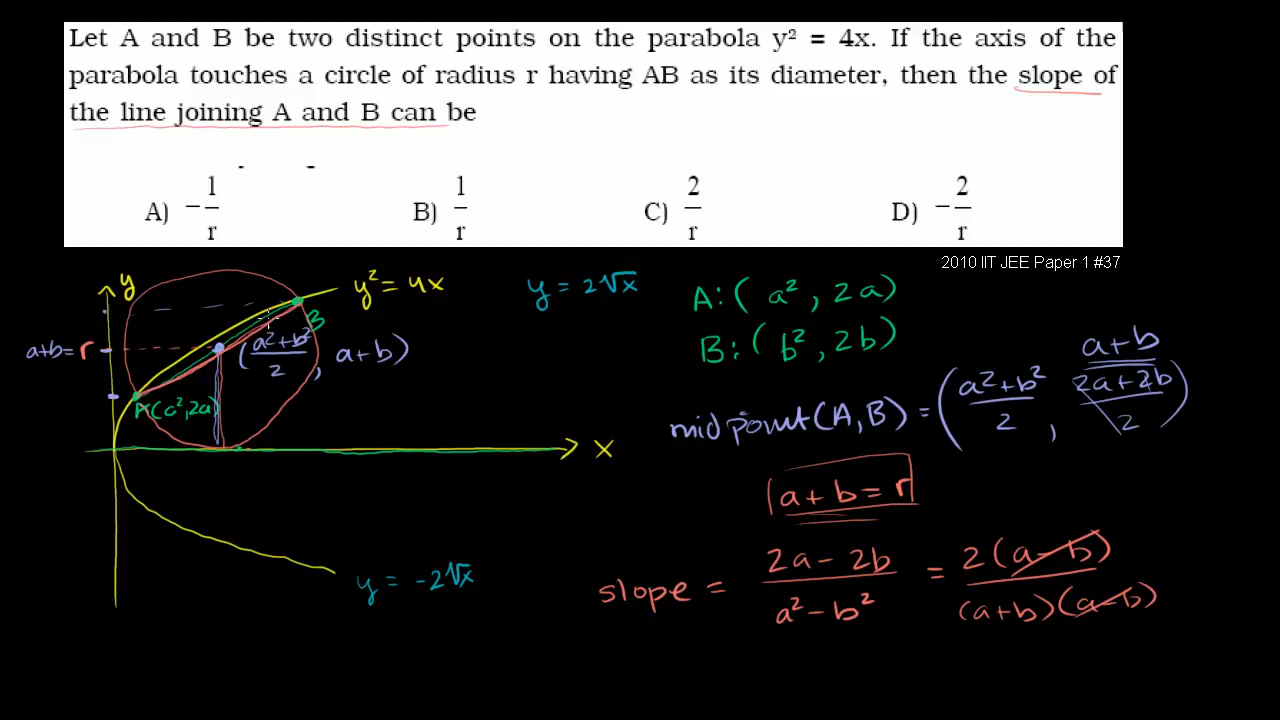 Let A and B be two distinct points on the parabola y² = 4x. If the axis of the
parabola touches a circle of radius r having AB as its diameter, then the slope of
the line joining A and B can be
A) -1/r B) 1/r C) 2/r D) -2/r
2010 IIT JEE Paper 1 #37
y
y² = 4x
y = 2√x
A: (a², 2a)
B: (b², 2b)
B
a+b = r
((a²+b²)/2, a+b)
A(a², 2a)
x
midpoint(A,B) = ((a²+b²)/2, (2a+2b)/2)
a+b
a+b = r
y = -2√x
slope = (2a - 2b)/(a² - b²) = 2(a-b)/((a+b)(a-b))